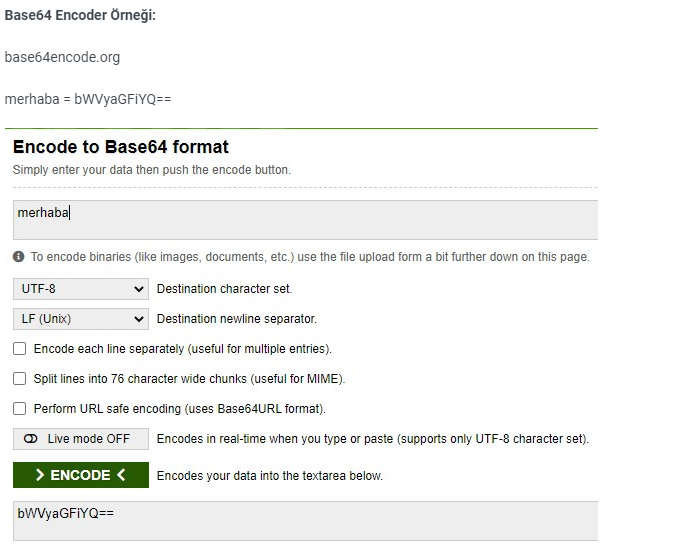 Base64 Encoder Örneği:
base64encode.org
merhaba = bWVyaGFiYQ==
Encode to Base64 format
Simply enter your data then push the encode button.
merhaba
To encode binaries (like images, documents, etc.) use the file upload form a bit further down on this page.
UTF-8 Destination character set.
LF (Unix) Destination newline separator.
Encode each line separately (useful for multiple entries).
Split lines into 76 character wide chunks (useful for MIME).
Perform URL safe encoding (uses Base64URL format).
Live mode OFF Encodes in real-time when you type or paste (supports only UTF-8 character set).
ENCODE Encodes your data into the textarea below.
bWVyaGFiYQ==